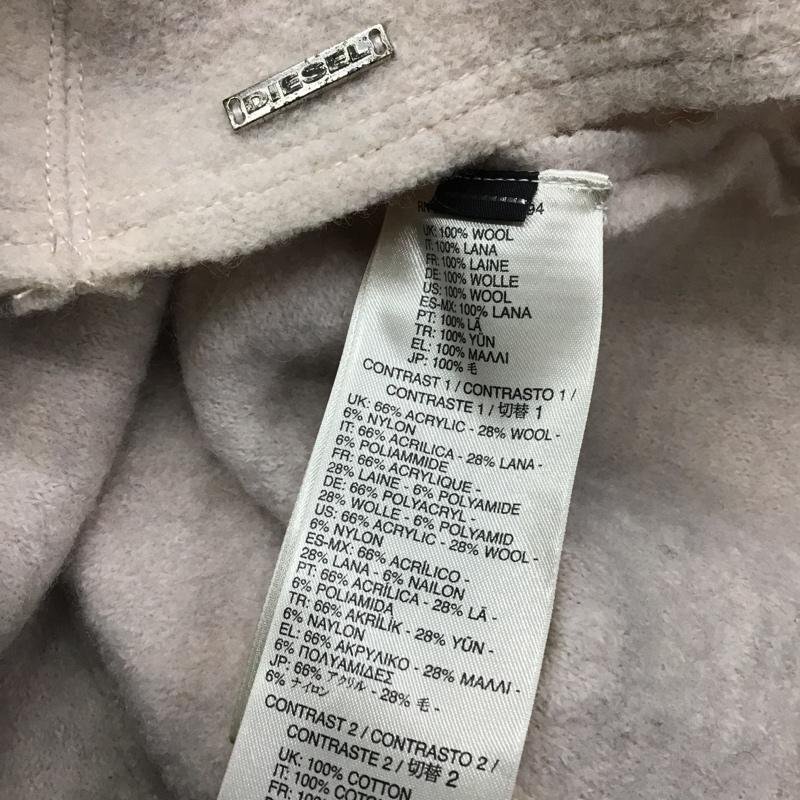 DIESEL
RN 94
UK: 100% WOOL
IT: 100% LANA
FR: 100% LAINE
DE: 100% WOLLE
US: 100% WOOL
ES-MX: 100% LANA
PT: 100% LÃ
TR: 100% YÜN
EL: 100% ΜΑΛΛΙ
JP: 100% 毛
CONTRAST 1 / CONTRASTO 1 /
CONTRASTE 1 / 切替 1
UK: 66% ACRYLIC - 28% WOOL -
6% NYLON
IT: 66% ACRILICA - 28% LANA -
6% POLIAMMIDE
FR: 66% ACRYLIQUE -
28% LAINE - 6% POLYAMIDE
DE: 66% POLYACRYL -
28% WOLLE - 6% POLYAMID
US: 66% ACRYLIC - 28% WOOL -
6% NYLON
ES-MX: 66% ACRÍLICO -
28% LANA - 6% NAILON
PT: 66% ACRÍLICA - 28% LÃ -
6% POLIAMIDA
TR: 66% AKRİLİK - 28% YÜN -
6% NAYLON
EL: 66% ΑΚΡΥΛΙΚΟ - 28% ΜΑΛΛΙ -
6% ΠΟΛΥΑΜΙΔΕΣ
JP: 66% アクリル - 28% 毛 -
6% ナイロン
CONTRAST 2 / CONTRASTO 2 /
CONTRASTE 2 / 切替 2
UK: 100% COTTON
IT: 100% COTO
FR: 100%